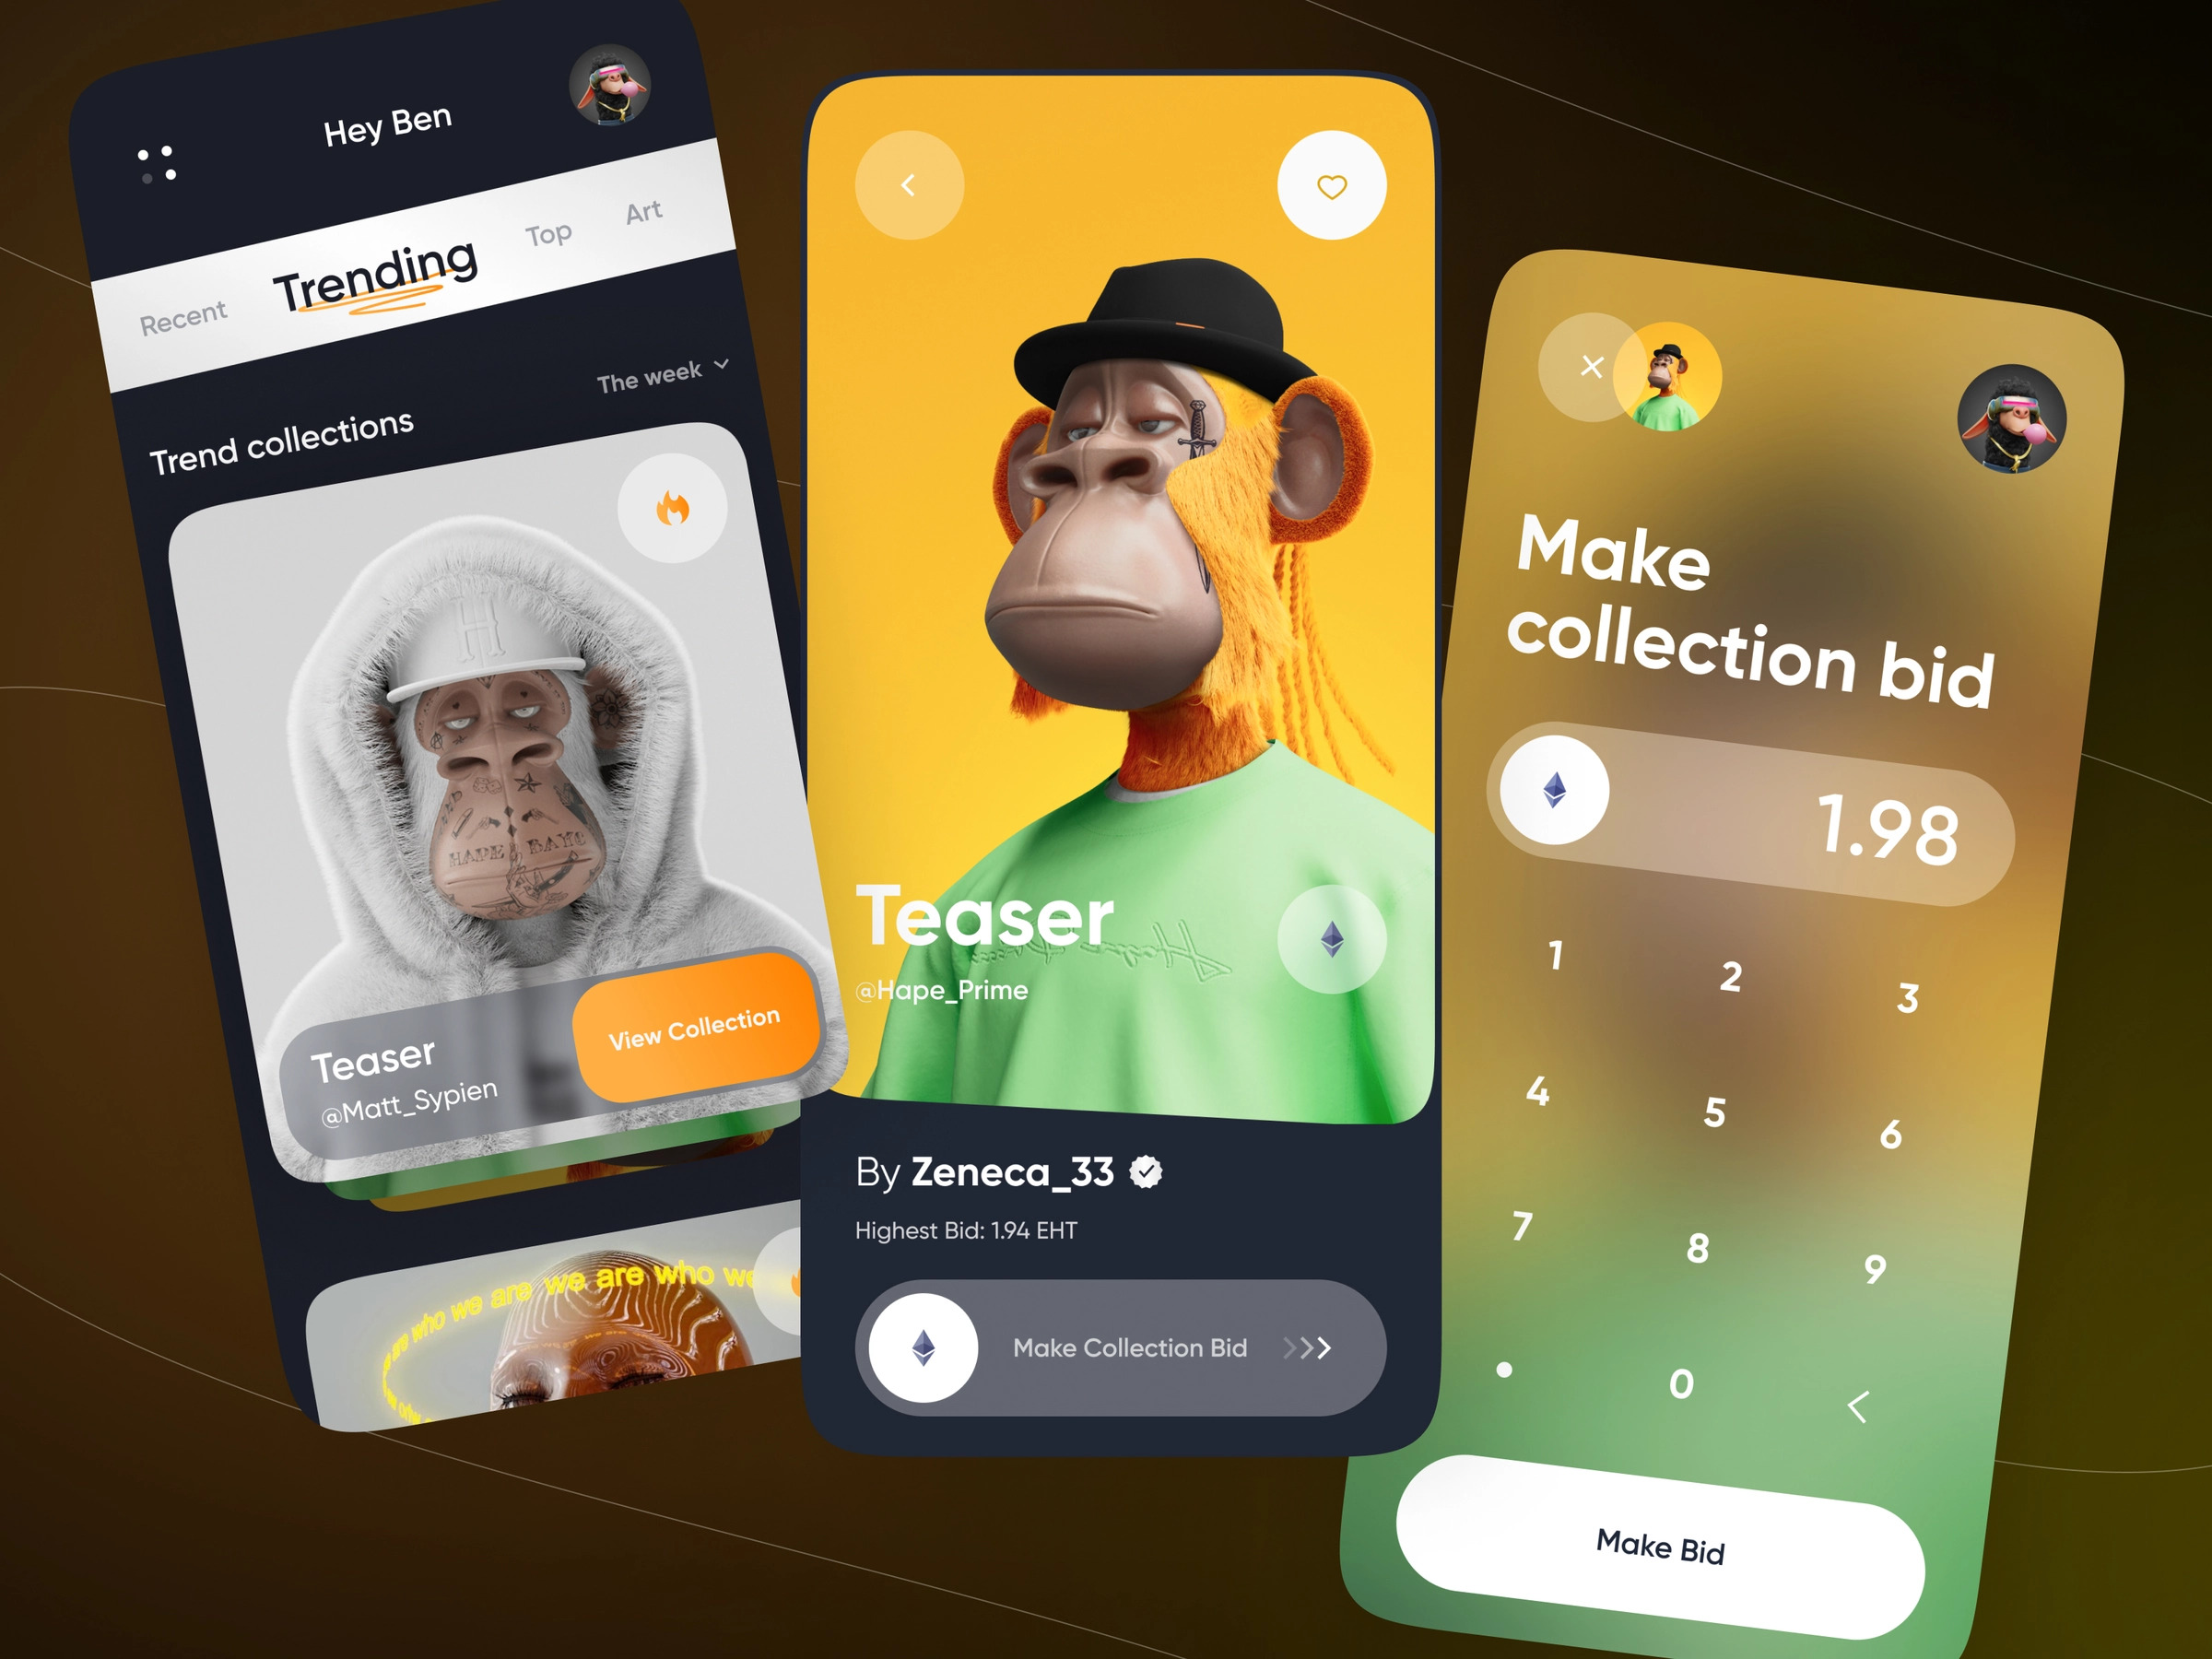 Hey Ben
Recent
Trending
Top
Art
The week
Trend collections
H
HAPE BAYC
Teaser
@Matt_Sypien
View Collection
who we are we are who we
Teaser
@Hape_Prime
By Zeneca_33
Highest Bid: 1.94 EHT
Make Collection Bid
Make
collection bid
1.98
1 2 3
4 5 6
7 8 9
• 0
Make Bid